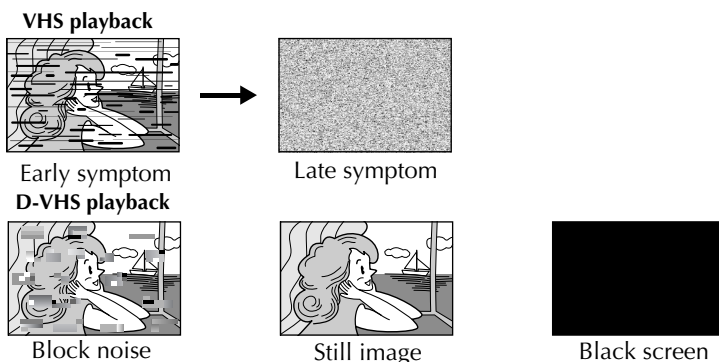 VHS playback
Early symptom
Late symptom
D-VHS playback
Block noise
Still image
Black screen